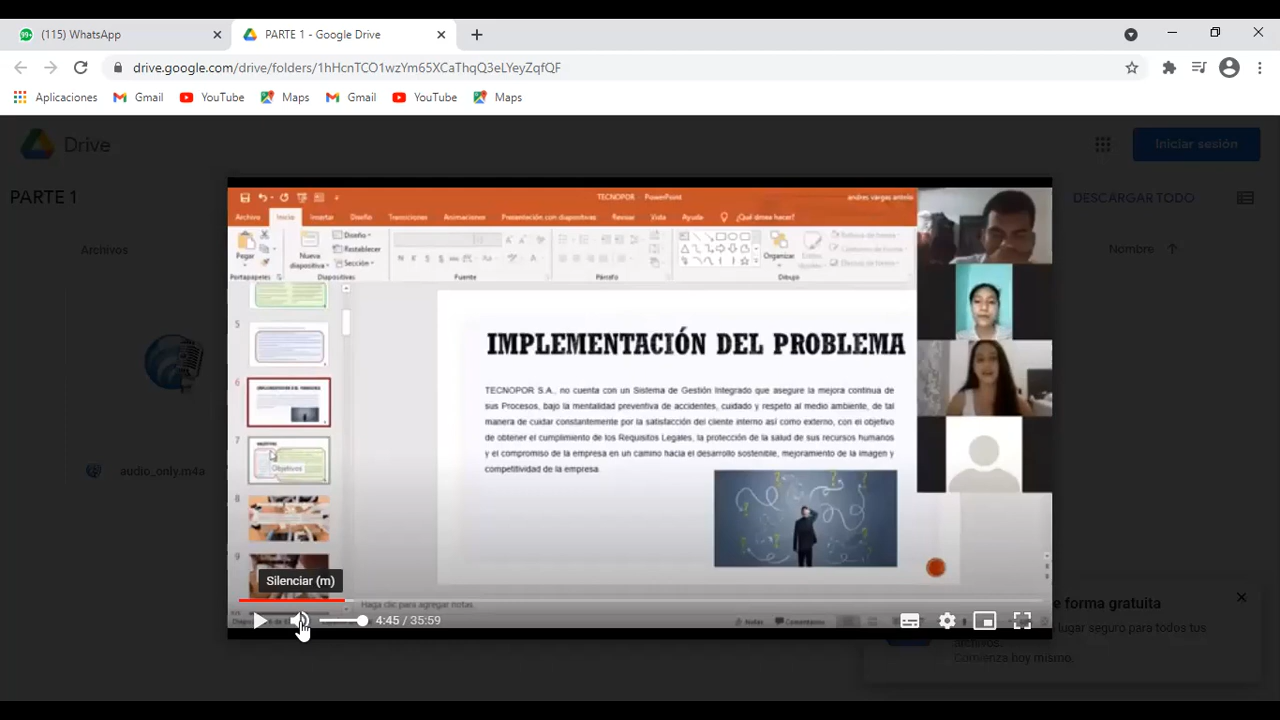 (115) WhatsApp
PARTE 1 - Google Drive
drive.google.com/drive/folders/1hHcnTCO1wzYm65XCaThqQ3eLYeyZqfQF
Aplicaciones Gmail YouTube Maps Gmail YouTube Maps
Drive
Iniciar sesión
PARTE 1
DESCARGAR TODO
Archivos
Nombre
audio_only.m4a
TECNOPOR - PowerPoint
andres vargas antelo
Archivo Inicio Insertar Diseño Transiciones Animaciones Presentación con diapositivas Revisar Vista Ayuda ¿Qué desea hacer?
Pegar
Nueva diapositiva
Diseño
Restablecer
Sección
Organizar
Portapapeles Diapositivas Fuente Párrafo Dibujo
5
6
7
Objetivos
8
9
IMPLEMENTACIÓN DEL PROBLEMA
TECNOPOR S.A., no cuenta con un Sistema de Gestión Integrado que asegure la mejora continua de
sus Procesos, bajo la mentalidad preventiva de accidentes, cuidado y respeto al medio ambiente, de tal
manera de cuidar constantemente por la satisfacción del cliente interno así como externo, con el objetivo
de obtener el cumplimiento de los Requisitos Legales, la protección de la salud de sus recursos humanos
y el compromiso de la empresa en un camino hacia el desarrollo sostenible, mejoramiento de la imagen y
competitividad de la empresa.
Silenciar (m)
Haga clic para agregar notas
Notas Comentarios
4:45 / 35:59
e forma gratuita
lugar seguro para todos tus
archivos.
Comienza hoy mismo.